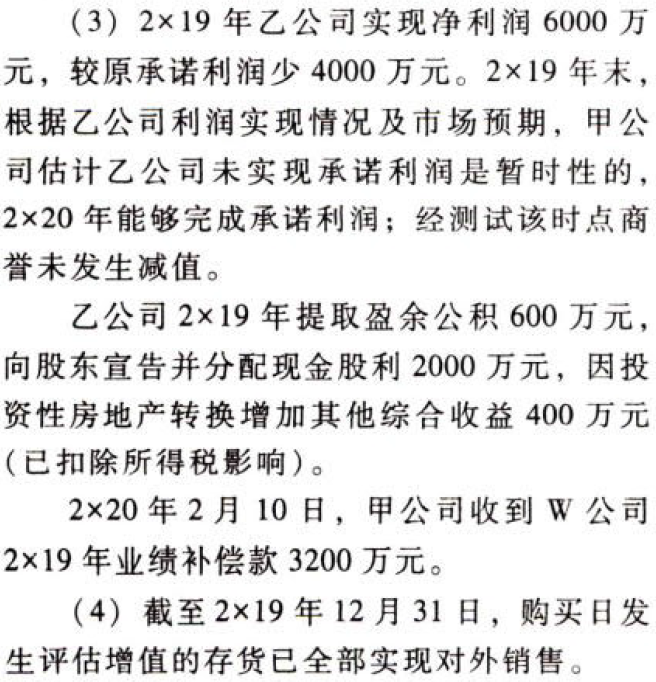 （3）2×19 年乙公司实现净利润 6000 万
元，较原承诺利润少 4000 万元。2×19 年末，
根据乙公司利润实现情况及市场预期，甲公
司估计乙公司未实现承诺利润是暂时性的，
2×20 年能够完成承诺利润；经测试该时点商
誉未发生减值。
乙公司 2×19 年提取盈余公积 600 万元，
向股东宣告并分配现金股利 2000 万元，因投
资性房地产转换增加其他综合收益 400 万元
（已扣除所得税影响）。
2×20 年 2 月 10 日，甲公司收到 W 公司
2×19 年业绩补偿款 3200 万元。
（4）截至 2×19 年 12 月 31 日，购买日发
生评估增值的存货已全部实现对外销售。